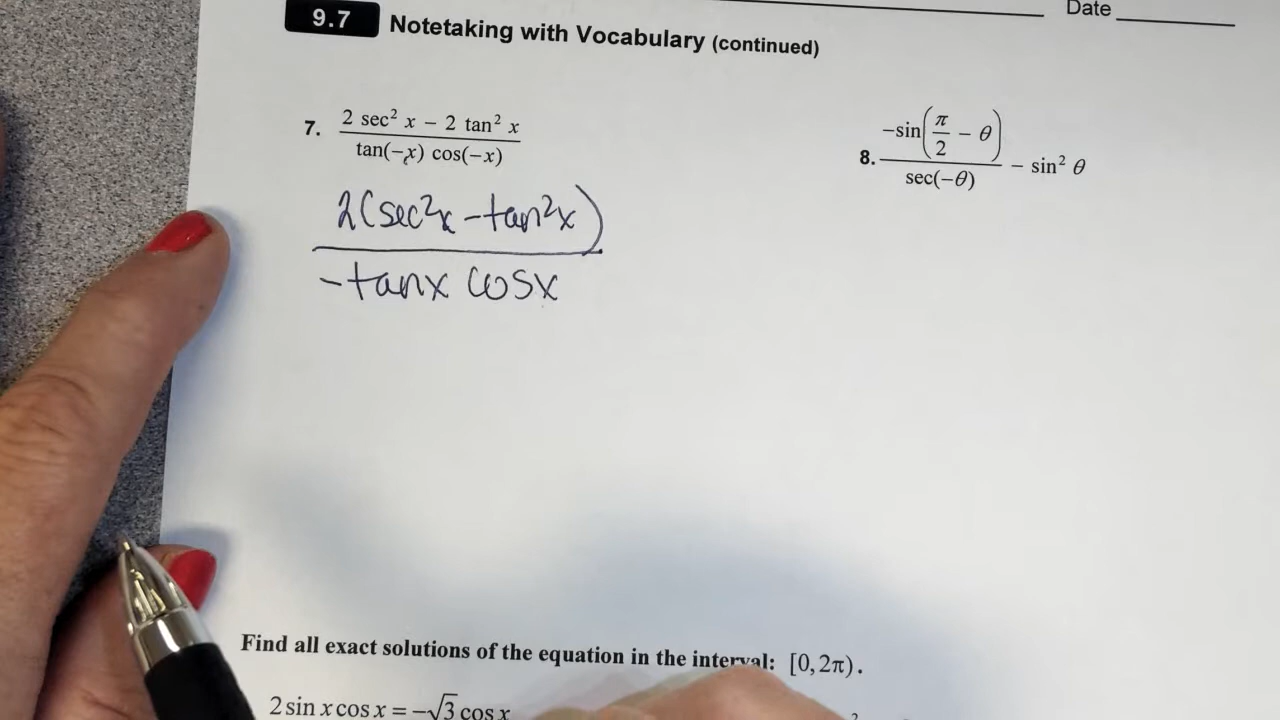 Date
9.7 Notetaking with Vocabulary (continued)
7. (2 sec² x − 2 tan² x) / (tan(−x) cos(−x))
8. (−sin(π/2 − θ)) / (sec(−θ)) − sin² θ
2(sec²x − tan²x)
−tanx cosx
Find all exact solutions of the equation in the interval: [0, 2π).
2 sin x cos x = −√3 cos x